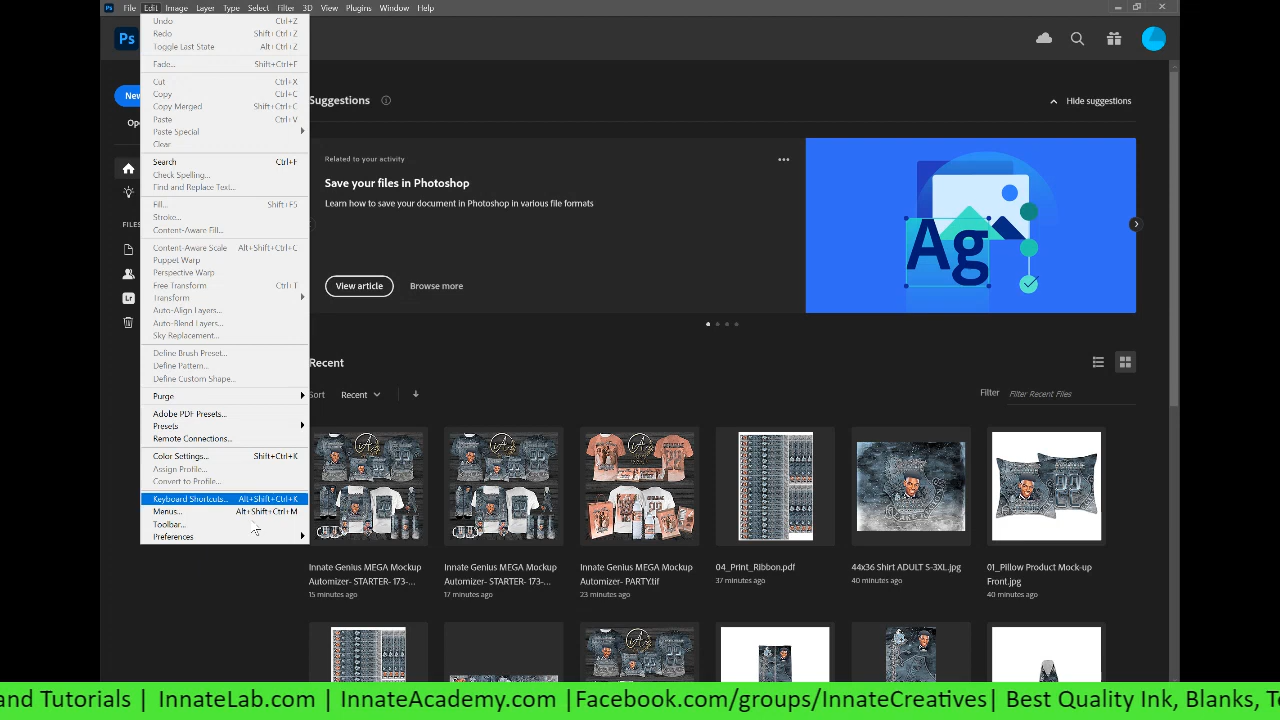 Ps File Edit Image Layer Type Select Filter 3D View Plugins Window Help
Ps
Undo Ctrl+Z
Redo Shift+Ctrl+Z
Toggle Last State Alt+Ctrl+Z
Fade... Shift+Ctrl+F
Cut Ctrl+X
Copy Ctrl+C
Copy Merged Shift+Ctrl+C
Paste Ctrl+V
Paste Special
Clear
Search Ctrl+F
Check Spelling...
Find and Replace Text...
Fill... Shift+F5
Stroke...
Content-Aware Fill...
Content-Aware Scale Alt+Shift+Ctrl+C
Puppet Warp
Perspective Warp
Free Transform Ctrl+T
Transform
Auto-Align Layers...
Auto-Blend Layers...
Sky Replacement...
Define Brush Preset...
Define Pattern...
Define Custom Shape...
Purge
Adobe PDF Presets...
Presets
Remote Connections...
Color Settings... Shift+Ctrl+K
Assign Profile...
Convert to Profile...
Keyboard Shortcuts... Alt+Shift+Ctrl+K
Menus... Alt+Shift+Ctrl+M
Toolbar...
Preferences
New
Op
FILES
Lr
Suggestions
Hide suggestions
Related to your activity
Save your files in Photoshop
Learn how to save your document in Photoshop in various file formats
View article Browse more
Ag
Recent
Sort Recent
Filter Filter Recent Files
Innate Genius MEGA Mockup
Automizer- STARTER- 173-...
15 minutes ago
Innate Genius MEGA Mockup
Automizer- STARTER- 173-...
17 minutes ago
Innate Genius MEGA Mockup
Automizer- PARTY.tif
23 minutes ago
04_Print_Ribbon.pdf
37 minutes ago
44x36 Shirt ADULT S-3XL.jpg
40 minutes ago
01_Pillow Product Mock-up
Front.jpg
40 minutes ago
and Tutorials | InnateLab.com | InnateAcademy.com |Facebook.com/groups/InnateCreatives| Best Quality Ink, Blanks,